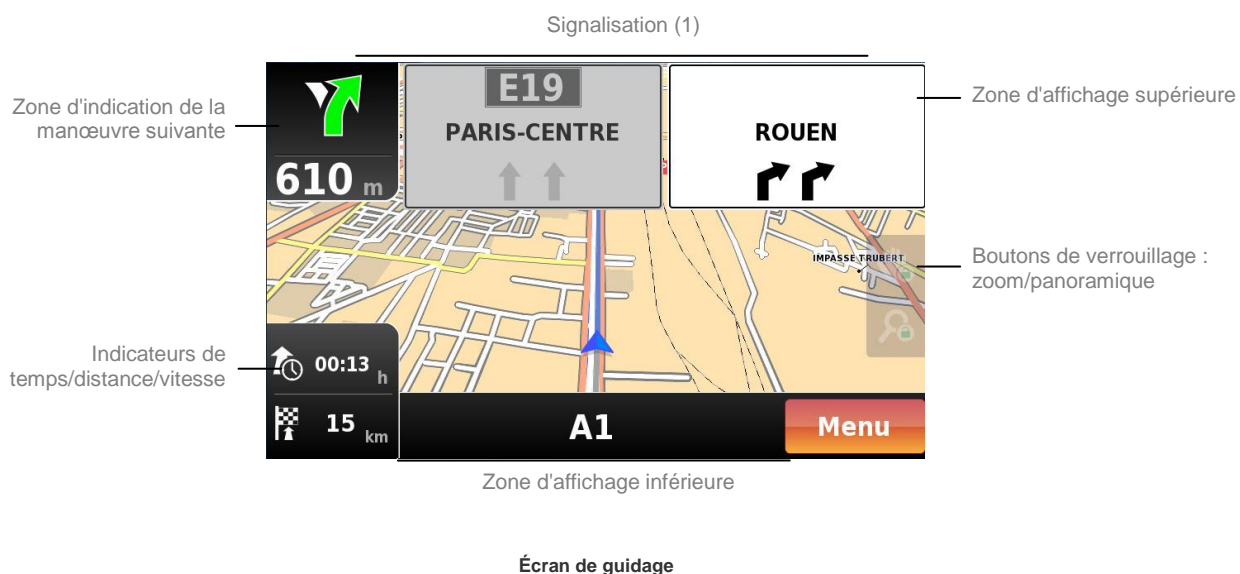 Signalisation (1)
Zone d'indication de la
manœuvre suivante
E19
PARIS-CENTRE
ROUEN
Zone d'affichage supérieure
610 m
IMPASSE TRUBERT
Boutons de verrouillage :
zoom/panoramique
Indicateurs de
temps/distance/vitesse
00:13 h
15 km
A1
Menu
Zone d'affichage inférieure
Écran de guidage